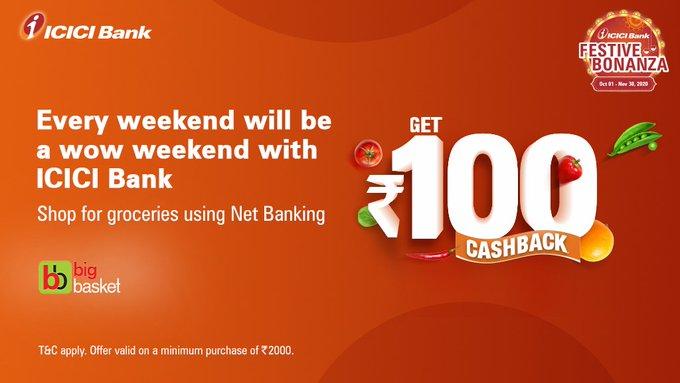 ICICI Bank
ICICI Bank
FESTIVE
BONANZA
Oct 01 - Nov 30, 2020
Every weekend will be
a wow weekend with
ICICI Bank
Shop for groceries using Net Banking
GET
₹100
CASHBACK
bb big
basket
T&C apply. Offer valid on a minimum purchase of ₹2000.